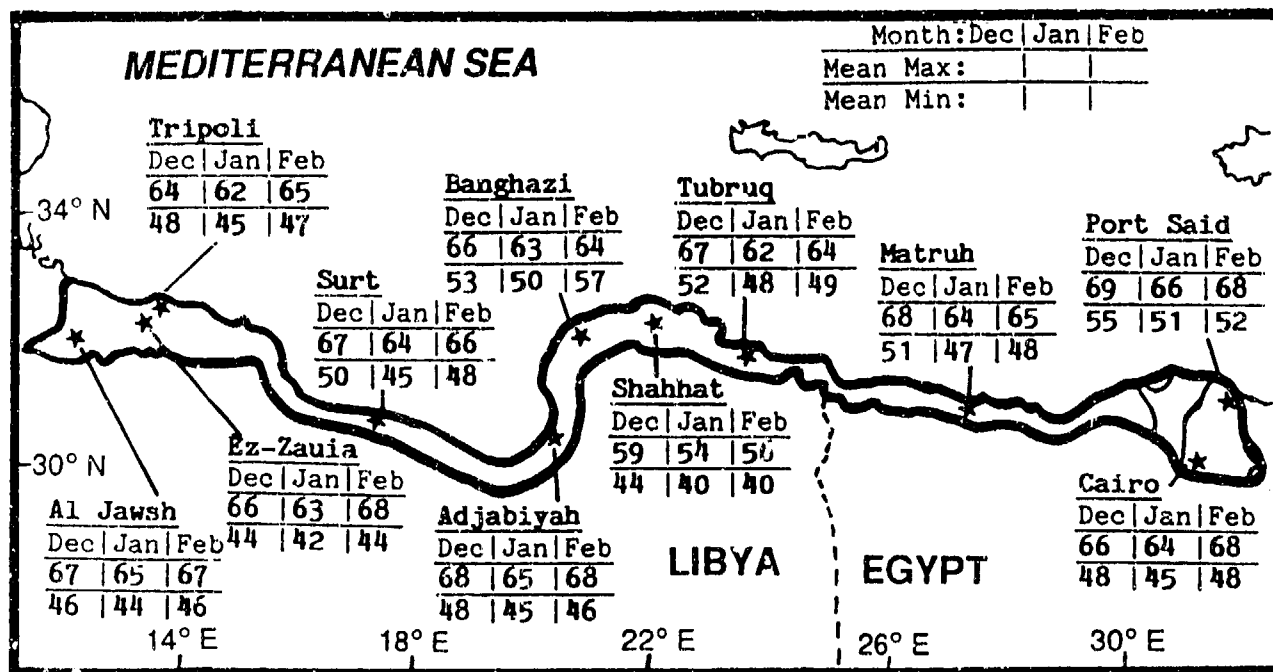 MEDITERRANEAN SEA
Month:Dec|Jan|Feb
Mean Max: | |
Mean Min: | |
Tripoli
Dec|Jan|Feb
64 |62 |65
48 |45 |47
34° N
Banghazi
Dec|Jan|Feb
66 |63 |64
53 |50 |57
Tubruq
Dec|Jan|Feb
67 |62 |64
52 |48 |49
Port Said
Dec|Jan|Feb
69 |66 |68
55 |51 |52
Matruh
Dec|Jan|Feb
68 |64 |65
51 |47 |48
Surt
Dec|Jan|Feb
67 |64 |66
50 |45 |48
Shahhat
Dec|Jan|Feb
59 |54 |
44 |40 |40
30° N
Ez-Zauia
Dec|Jan|Feb
66 |63 |68
44 |42 |44
Al Jawsh
Dec|Jan|Feb
67 |65 |67
46 |44 |46
Adjabiyah
Dec|Jan|Feb
68 |65 |68
48 |45 |46
LIBYA
EGYPT
Cairo
Dec|Jan|Feb
66 |64 |68
48 |45 |48
14° E
18° E
22° E
26° E
30° E